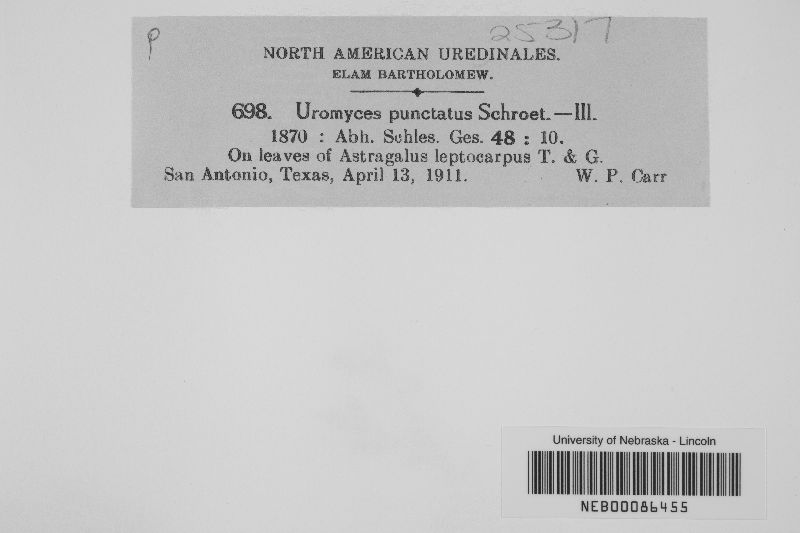 P 25317
NORTH AMERICAN UREDINALES.
ELAM BARTHOLOMEW.
698. Uromyces punctatus Schroet.—III.
1870 : Abh. Schles. Ges. 48 : 10.
On leaves of Astragalus leptocarpus T. & G.
San Antonio, Texas, April 13, 1911. W. P. Carr
University of Nebraska - Lincoln
NEB00086455